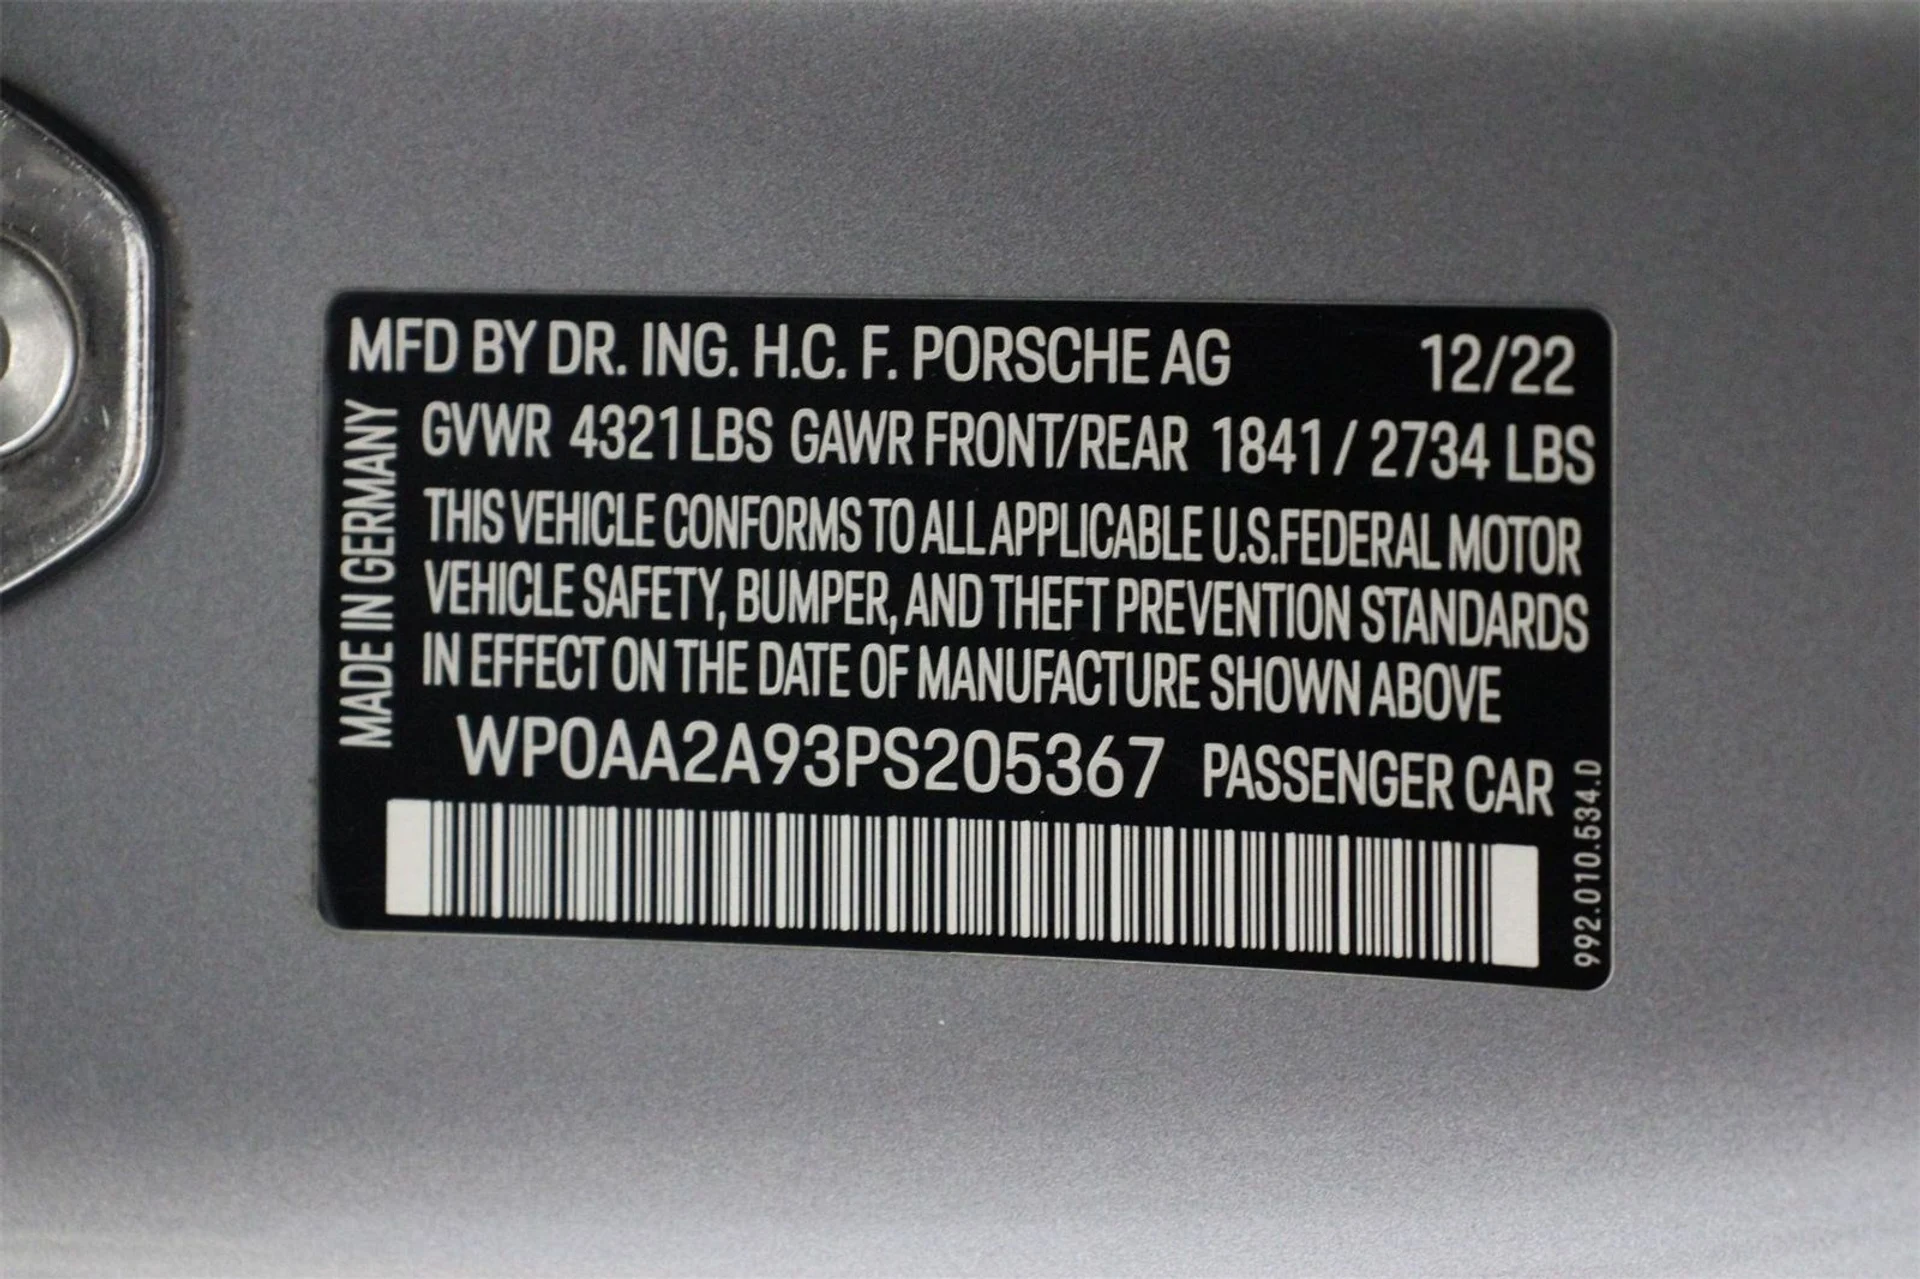 MFD BY DR. ING. H.C. F. PORSCHE AG 12/22
GVWR 4321 LBS GAWR FRONT/REAR 1841 / 2734 LBS
THIS VEHICLE CONFORMS TO ALL APPLICABLE U.S.FEDERAL MOTOR
VEHICLE SAFETY, BUMPER, AND THEFT PREVENTION STANDARDS
IN EFFECT ON THE DATE OF MANUFACTURE SHOWN ABOVE
WP0AA2A93PS205367 PASSENGER CAR
MADE IN GERMANY
992.010.534.D